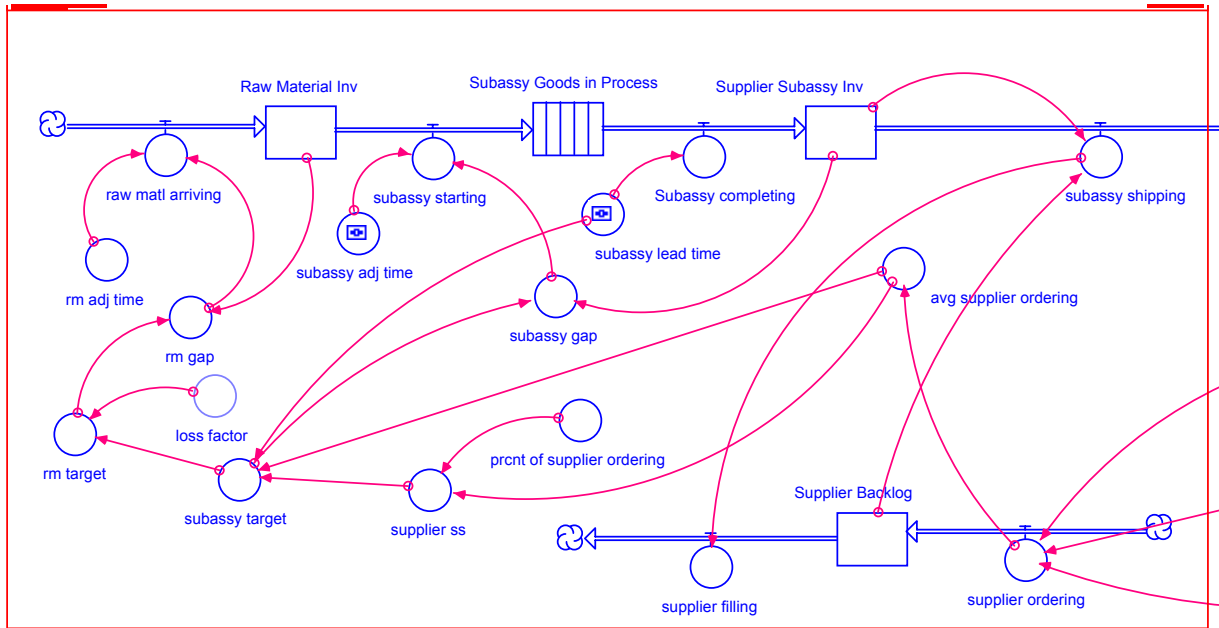 Subassy Goods in Process
Raw Material Inv
Supplier Subassy Inv
raw matl arriving
subassy starting
Subassy completing
subassy shipping
subassy lead time
subassy adj time
rm adj time
avg supplier ordering
subassy gap
rm gap
loss factor
prcnt of supplier ordering
rm target
Supplier Backlog
subassy target
supplier ss
supplier filling
supplier ordering